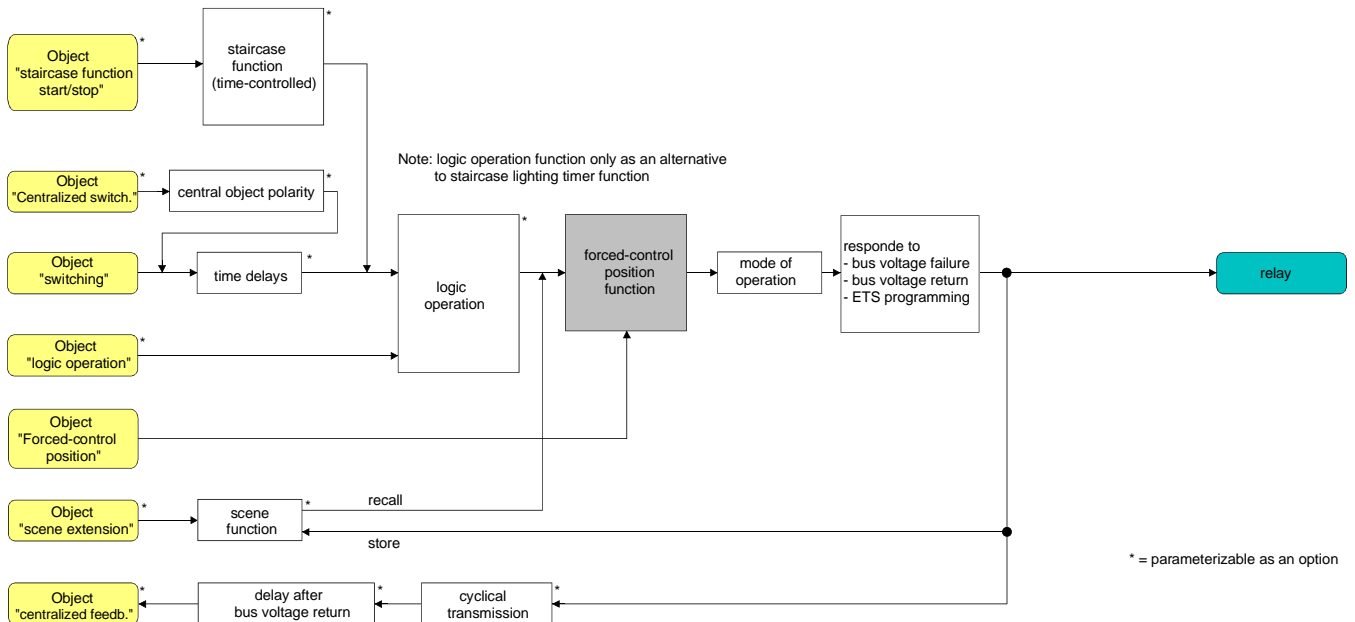 *
*
Object
"staircase function
start/stop"
staircase
function
(time-controlled)
Note: logic operation function only as an alternative
to staircase lighting timer function
*
*
Object
"Centralized switch."
central object polarity
*
*
Object
"switching"
time delays
*
logic
operation
forced-control
position
function
mode of
operation
responde to
- bus voltage failure
- bus voltage return
- ETS programming
relay
*
Object
"logic operation"
Object
"Forced-control
position"
*
*
Object
"scene extension"
scene
function
recall
store
* = parameterizable as an option
*
*
*
Object
"centralized feedb."
delay after
bus voltage return
cyclical
transmission